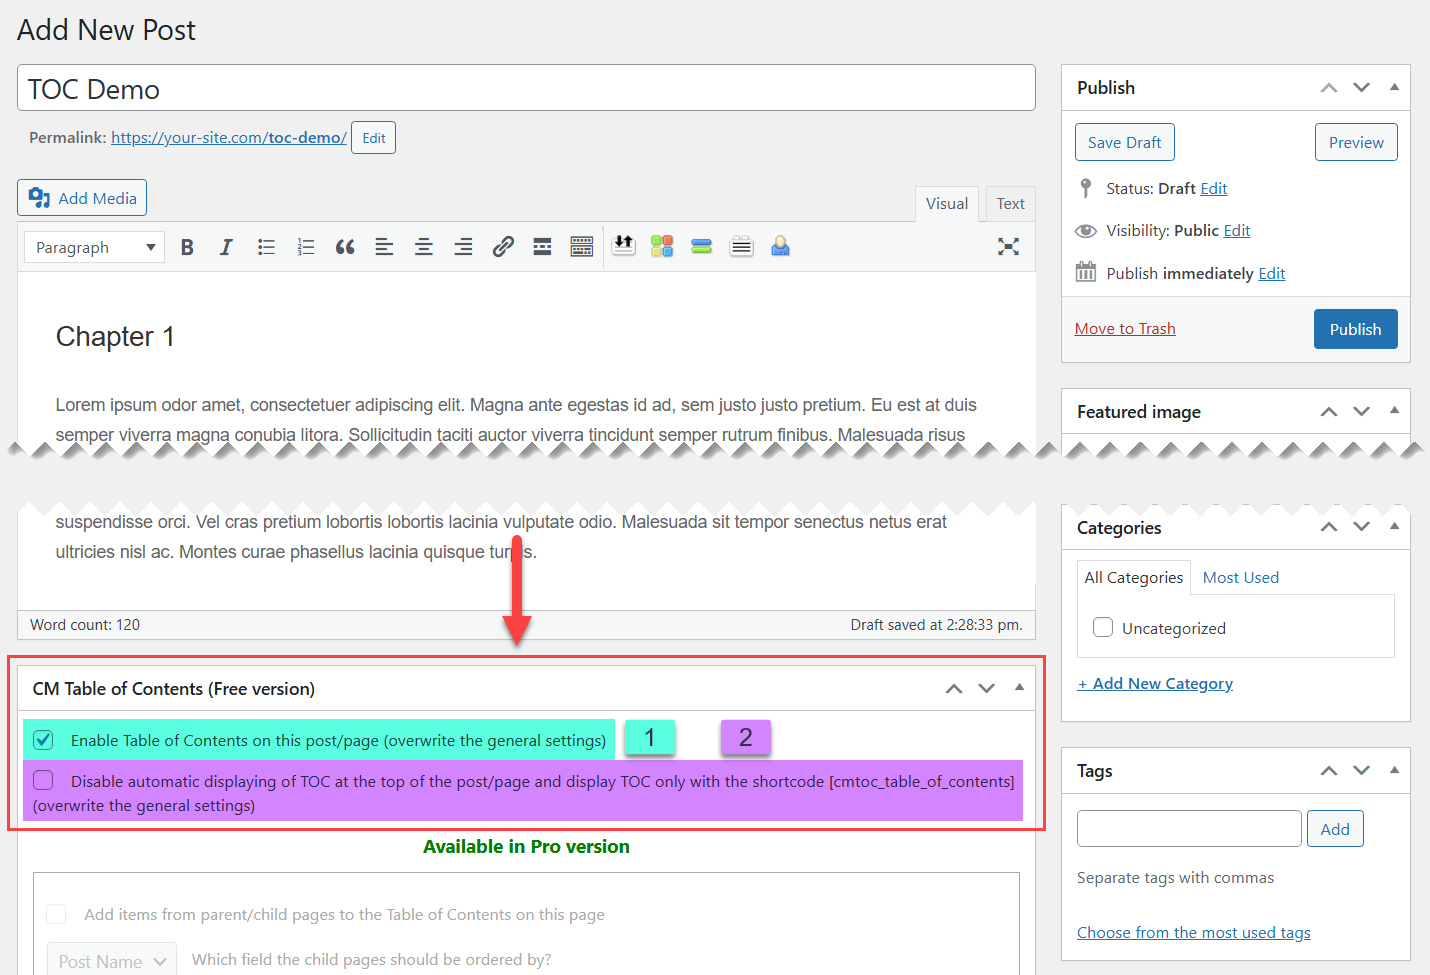 Add New Post
TOC Demo
Permalink: https://your-site.com/toc-demo/ Edit
Add Media
Visual Text
Paragraph
Chapter 1
Lorem ipsum odor amet, consectetuer adipiscing elit. Magna ante egestas id ad, sem justo justo pretium. Eu est at duis
semper viverra magna conubia litora. Sollicitudin taciti auctor viverra tincidunt semper rutrum finibus. Malesuada risus
suspendisse orci. Vel cras pretium lobortis lobortis lacinia vulputate odio. Malesuada sit tempor senectus netus erat
ultricies nisl ac. Montes curae phasellus lacinia quisque turpis.
Word count: 120
Draft saved at 2:28:33 pm.
CM Table of Contents (Free version)
Enable Table of Contents on this post/page (overwrite the general settings)
1
2
Disable automatic displaying of TOC at the top of the post/page and display TOC only with the shortcode [cmtoc_table_of_contents]
(overwrite the general settings)
Available in Pro version
Add items from parent/child pages to the Table of Contents on this page
Post Name
Which field the child pages should be ordered by?
Publish
Save Draft
Preview
Status: Draft Edit
Visibility: Public Edit
Publish immediately Edit
Move to Trash
Publish
Featured image
Categories
All Categories
Most Used
Uncategorized
+ Add New Category
Tags
Add
Separate tags with commas
Choose from the most used tags